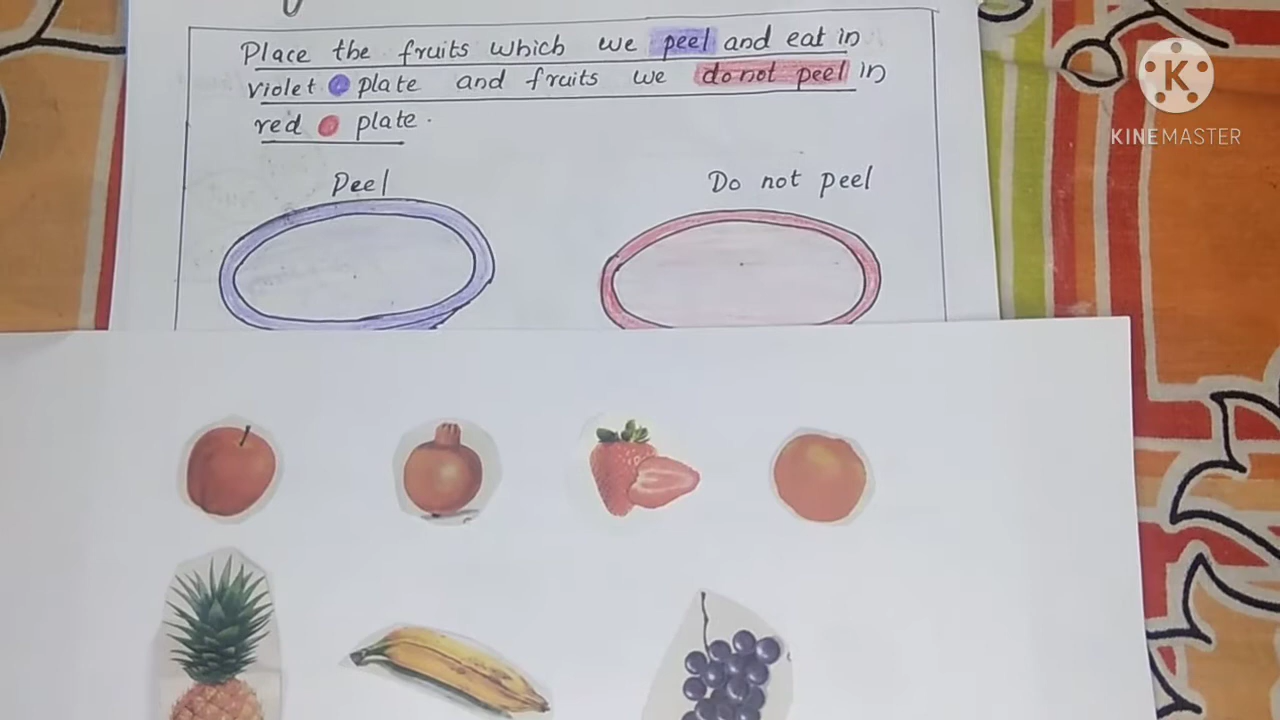 Place the fruits which we peel and eat in
violet plate and fruits we do not peel in
red plate.
Peel
Do not peel
K
KINEMASTER